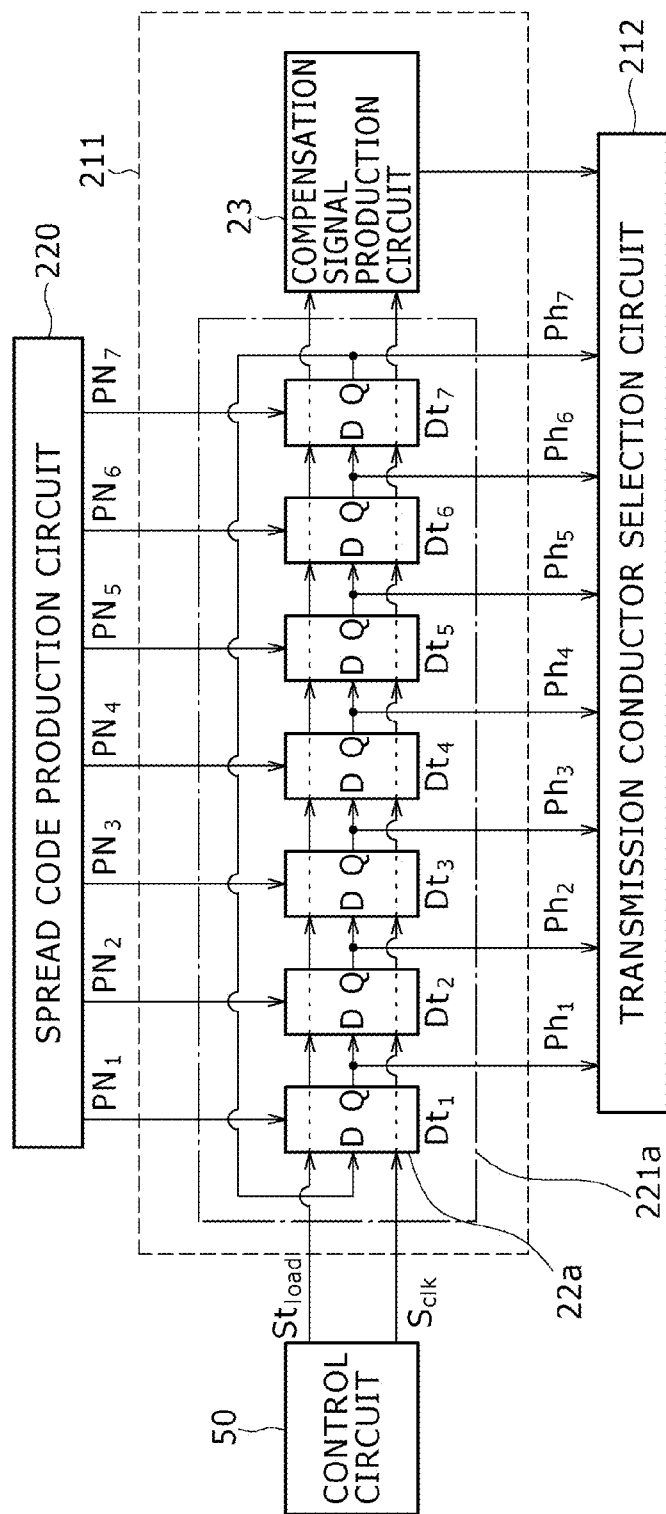 220
SPREAD CODE PRODUCTION CIRCUIT
PN1 PN2 PN3 PN4 PN5 PN6 PN7
211
50
CONTROL
CIRCUIT
Stload
Sclk
D Q D Q D Q D Q D Q D Q D Q
Dt1 Dt2 Dt3 Dt4 Dt5 Dt6 Dt7
23
COMPENSATION
SIGNAL
PRODUCTION
CIRCUIT
22a
221a
Ph1 Ph2 Ph3 Ph4 Ph5 Ph6 Ph7
212
TRANSMISSION CONDUCTOR SELECTION CIRCUIT